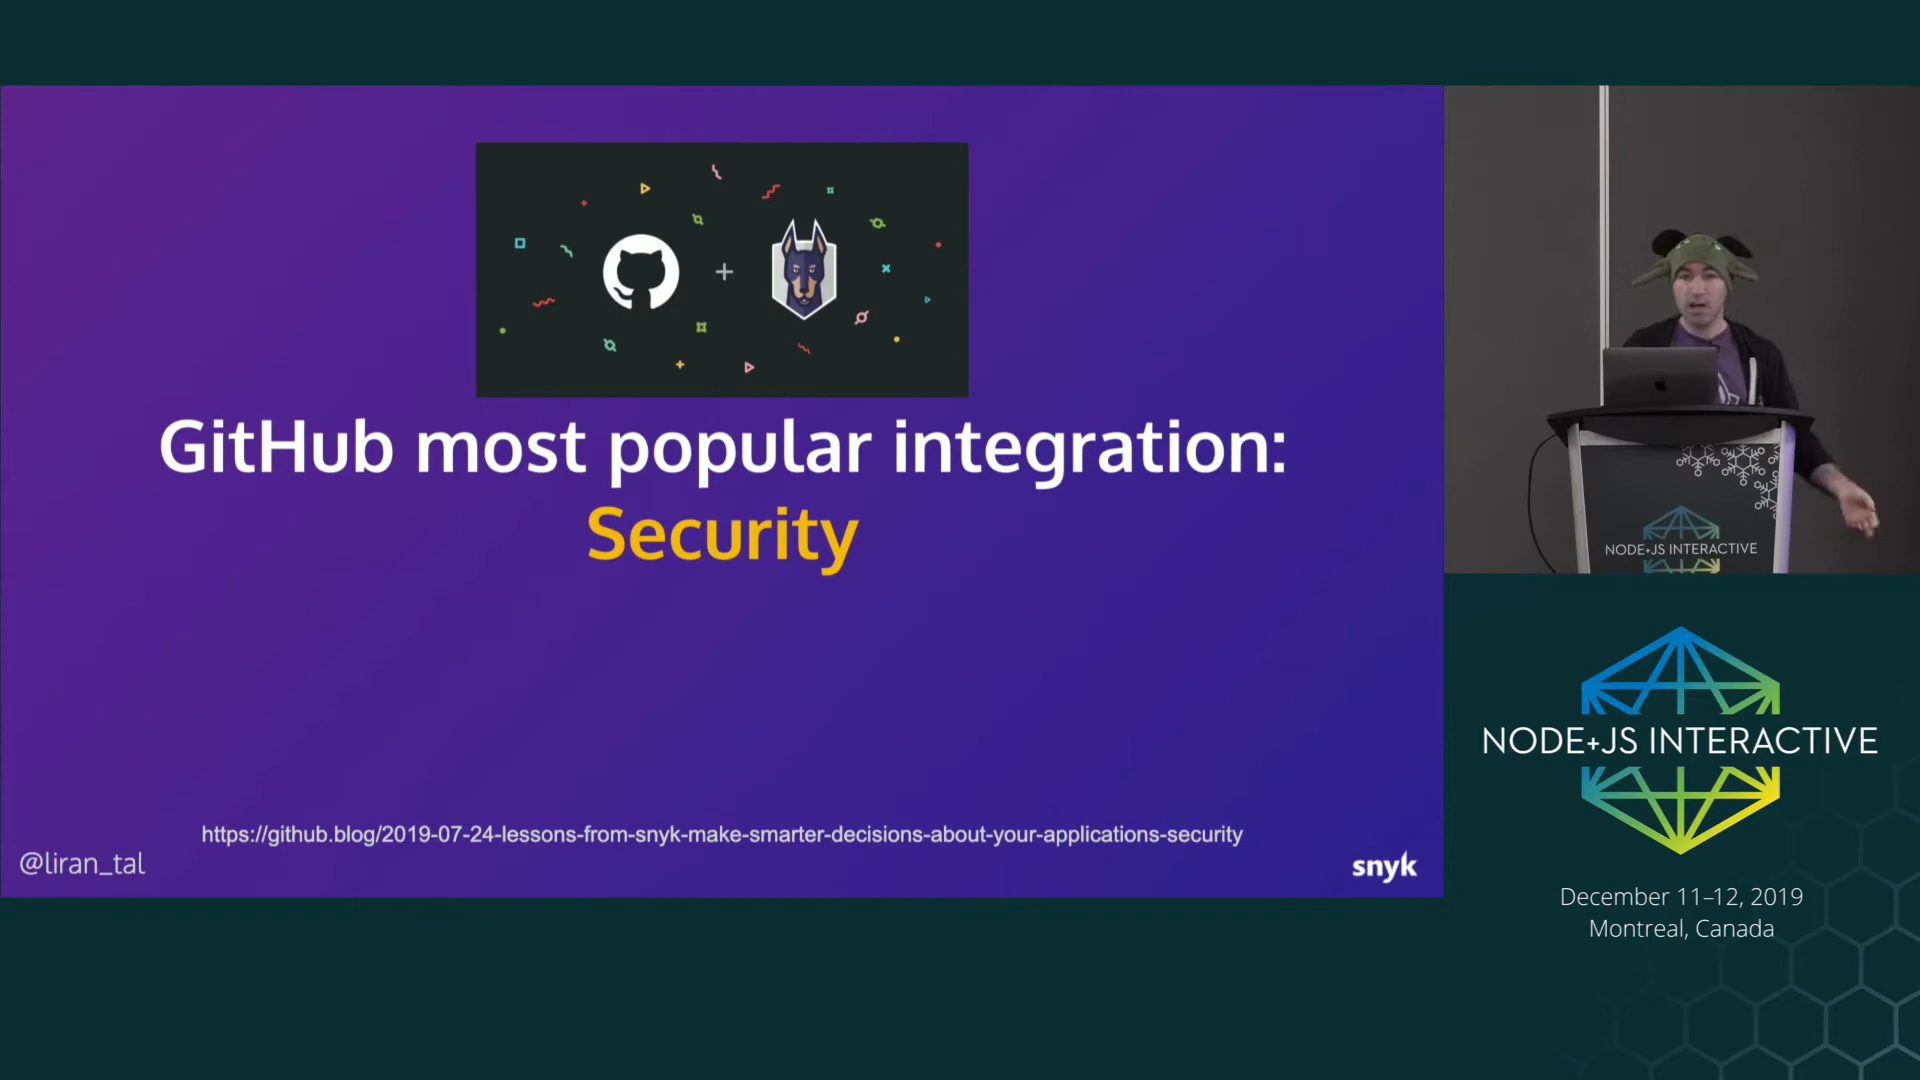 GitHub most popular integration:
Security
https://github.blog/2019-07-24-lessons-from-snyk-make-smarter-decisions-about-your-applications-security
@liran_tal
snyk
NODE+JS INTERACTIVE
NODE+JS INTERACTIVE
December 11–12, 2019
Montreal, Canada